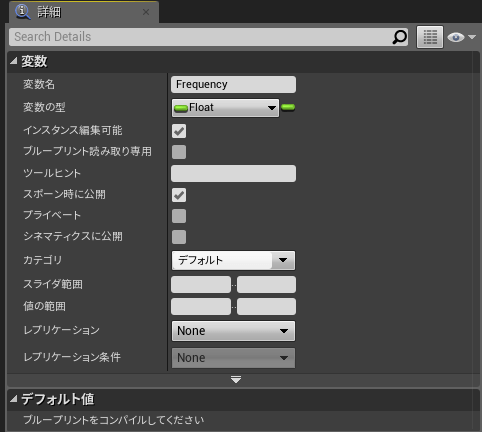 詳細
Search Details
変数
変数名 Frequency
変数の型 Float
インスタンス編集可能
ブループリント読み取り専用
ツールヒント
スポーン時に公開
プライベート
シネマティクスに公開
カテゴリ デフォルト
スライダ範囲 ..
値の範囲 ..
レプリケーション None
レプリケーション条件 None
デフォルト値
ブループリントをコンパイルしてください